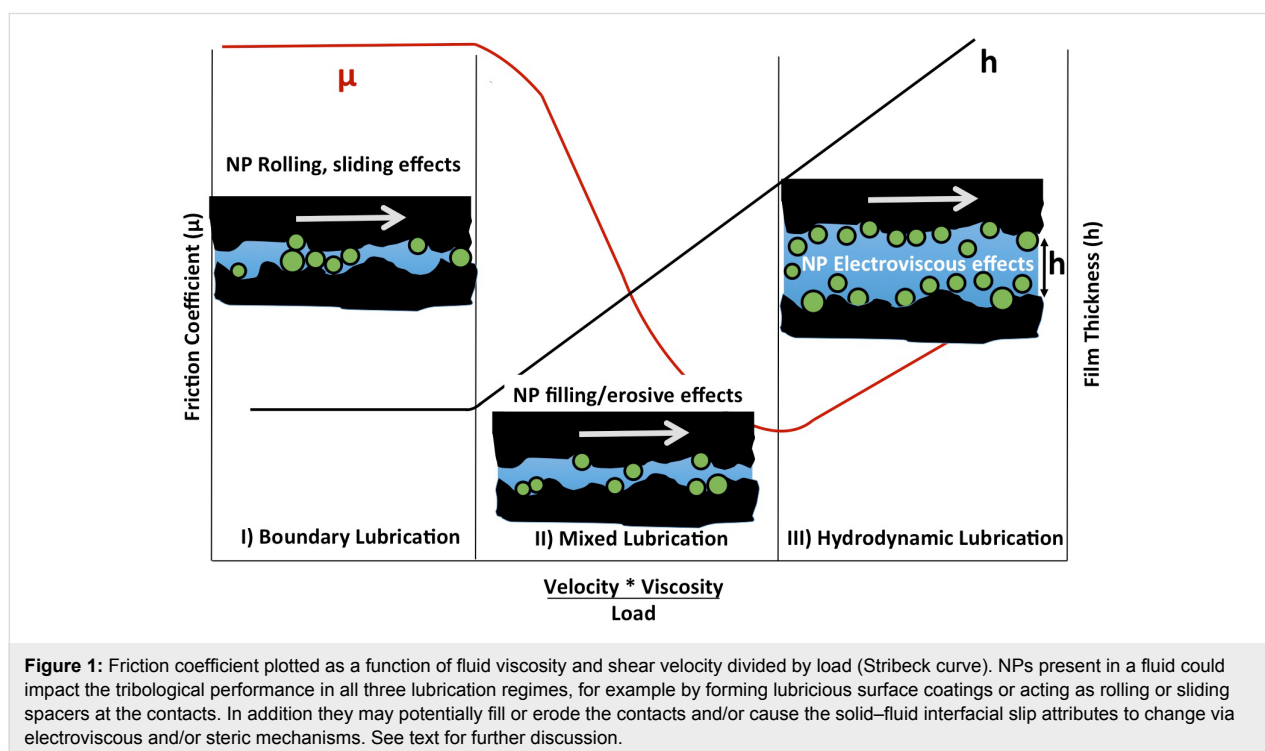 μ
h
NP Rolling, sliding effects
Friction Coefficient (μ)
NP Electroviscous effects
h
Film Thickness (h)
NP filling/erosive effects
I) Boundary Lubrication
II) Mixed Lubrication
III) Hydrodynamic Lubrication
Velocity * Viscosity
Load
Figure 1: Friction coefficient plotted as a function of fluid viscosity and shear velocity divided by load (Stribeck curve). NPs present in a fluid could
impact the tribological performance in all three lubrication regimes, for example by forming lubricious surface coatings or acting as rolling or sliding
spacers at the contacts. In addition they may potentially fill or erode the contacts and/or cause the solid–fluid interfacial slip attributes to change via
electroviscous and/or steric mechanisms. See text for further discussion.